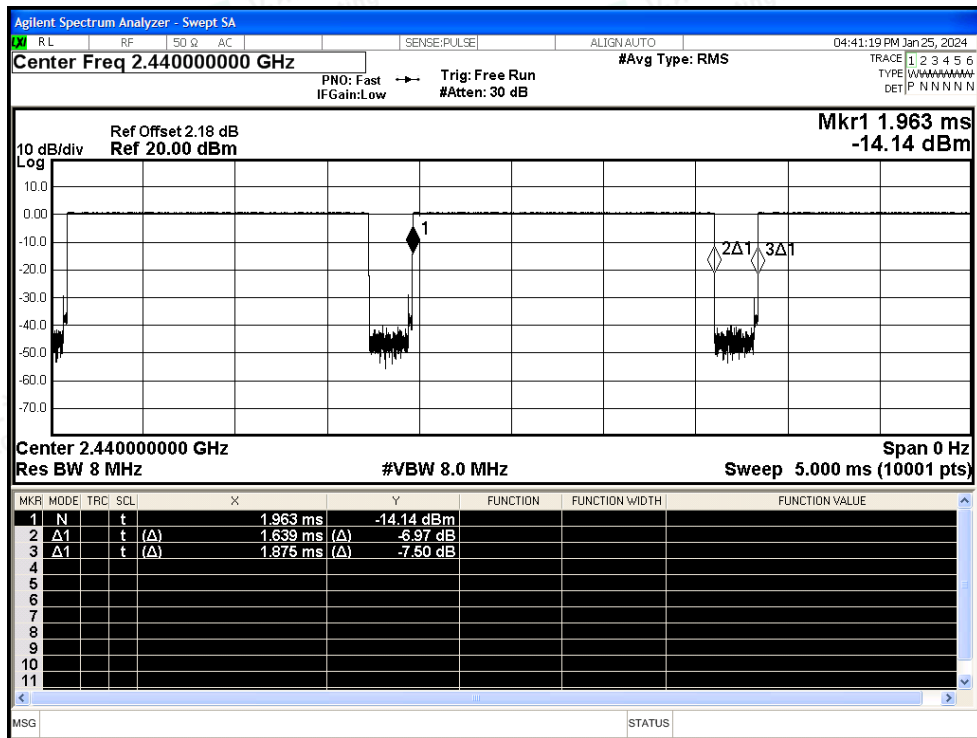 Agilent Spectrum Analyzer - Swept SA
LXI RL RF 50 Ω AC SENSE:PULSE ALIGN AUTO 04:41:19 PM Jan 25, 2024
Center Freq 2.440000000 GHz #Avg Type: RMS TRACE 1 2 3 4 5 6
PNO: Fast Trig: Free Run TYPE WWWWWW
IFGain:Low #Atten: 30 dB DET P N N N N N
Mkr1 1.963 ms
Ref Offset 2.18 dB
10 dB/div Ref 20.00 dBm -14.14 dBm
Log
10.0
0.00
1
-10.0
2Δ1 3Δ1
-20.0
-30.0
-40.0
-50.0
-60.0
-70.0
Center 2.440000000 GHz Span 0 Hz
Res BW 8 MHz #VBW 8.0 MHz Sweep 5.000 ms (10001 pts)
MKR MODE TRC SCL X Y FUNCTION FUNCTION WIDTH FUNCTION VALUE
1 N t 1.963 ms -14.14 dBm
2 Δ1 t (Δ) 1.639 ms (Δ) -6.97 dB
3 Δ1 t (Δ) 1.875 ms (Δ) -7.50 dB
4
5
6
7
8
9
10
11
MSG STATUS